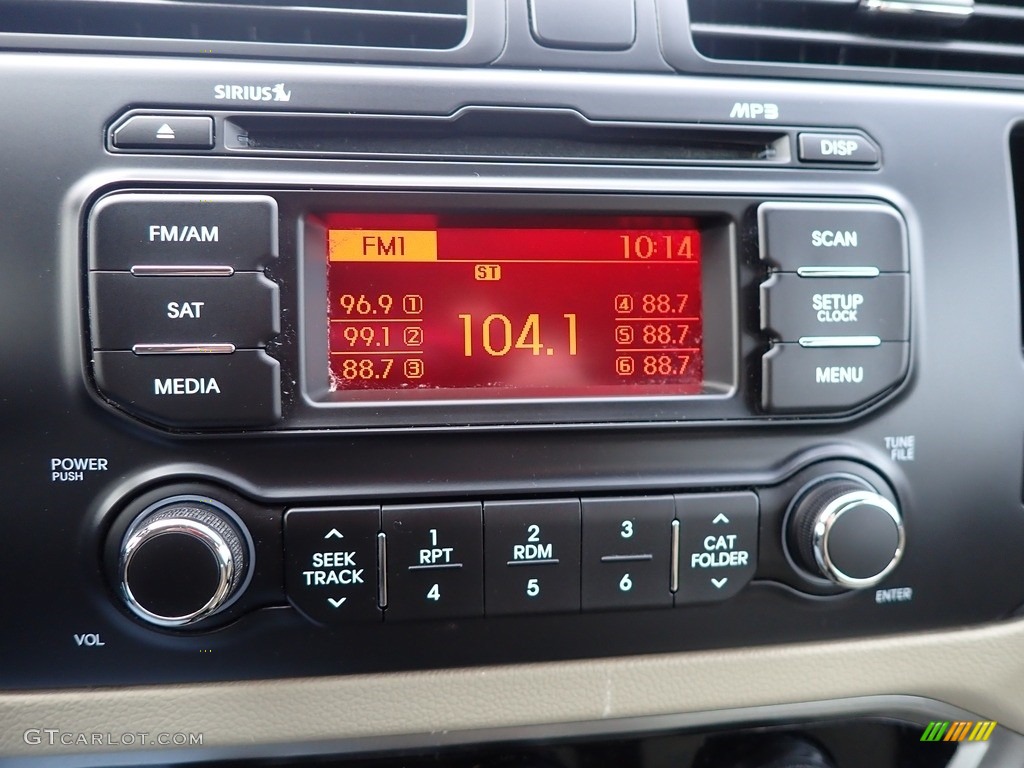 SIRIUS
MP3
DISP
FM/AM
SAT
MEDIA
FM1
10:14
ST
96.9 1
99.1 2
88.7 3
104.1
4 88.7
5 88.7
6 88.7
SCAN
SETUP
CLOCK
MENU
POWER
PUSH
TUNE
FILE
SEEK
TRACK
1
RPT
4
2
RDM
5
3
6
CAT
FOLDER
VOL
ENTER
GTCARLOT.COM